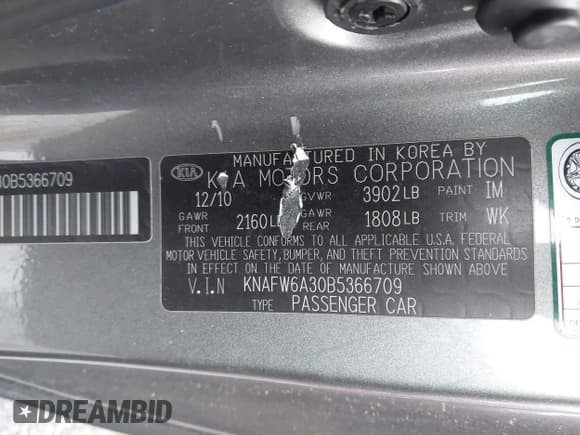 30B5366709
MANUFACTURED IN KOREA BY
KIA K A MOTORS CORPORATION
12/10 GVWR 3902LB PAINT IM
GAWR FRONT 2160L GAWR REAR 1808LB TRIM WK
THIS VEHICLE CONFORMS TO ALL APPLICABLE U.S.A. FEDERAL
MOTOR VEHICLE SAFETY, BUMPER, AND THEFT PREVENTION STANDARDS
IN EFFECT ON THE DATE OF MANUFACTURE SHOWN ABOVE
V.I.N KNAFW6A30B5366709
TYPE PASSENGER CAR
DREAMBID